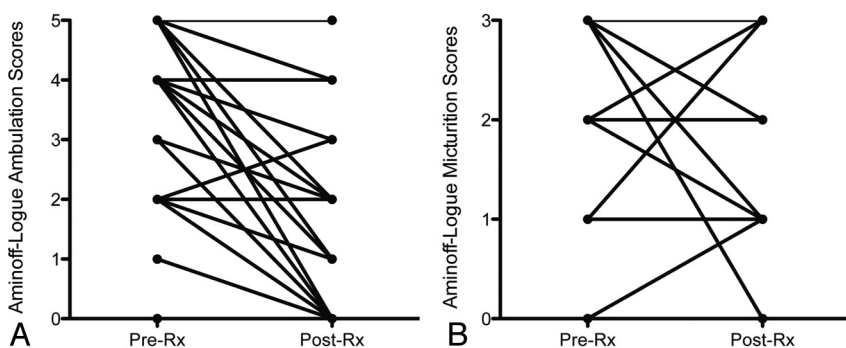 Aminoff-Logue Ambulation Scores
5
4
3
2
1
0
Pre-Rx Post-Rx
A
Aminoff-Logue Micturition Scores
3
2
1
0
Pre-Rx Post-Rx
B